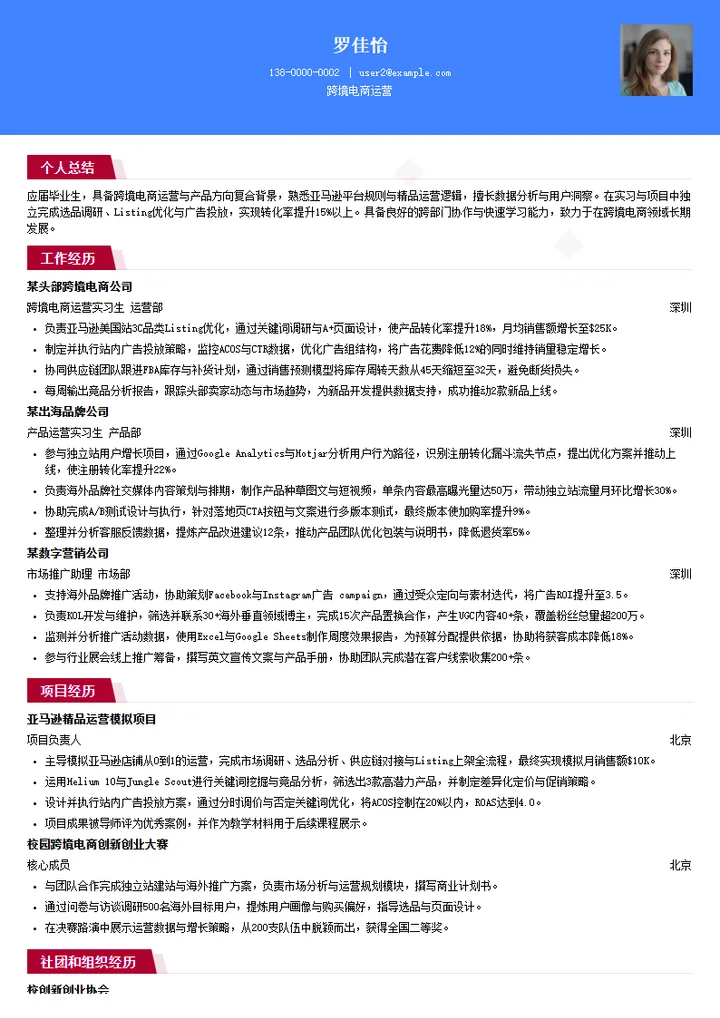 罗佳怡
138-0000-0002 | user2@example.com
跨境电商运营
个人总结
应届毕业生，具备跨境电商运营与产品方向复合背景，熟悉亚马逊平台规则与精品运营逻辑，擅长数据分析与用户洞察。在实习与项目中独
立完成选品调研、Listing优化与广告投放，实现转化率提升15%以上。具备良好的跨部门协作与快速学习能力，致力于在跨境电商领域长期
发展。
工作经历
某头部跨境电商公司
跨境电商运营实习生 运营部 深圳
• 负责亚马逊美国站3C品类Listing优化，通过关键词调研与A+页面设计，使产品转化率提升18%，月均销售额增长至$25K。
• 制定并执行站内广告投放策略，监控ACOS与CTR数据，优化广告组结构，将广告花费降低12%的同时维持销量稳定增长。
• 协同供应链团队跟进FBA库存与补货计划，通过销售预测模型将库存周转天数从45天缩短至32天，避免断货损失。
• 每周输出竞品分析报告，跟踪头部卖家动态与市场趋势，为新品开发提供数据支持，成功推动2款新品上线。
某出海品牌公司
产品运营实习生 产品部 深圳
• 参与独立站用户增长项目，通过Google Analytics与Hotjar分析用户行为路径，识别注册转化漏斗流失节点，提出优化方案并推动上
线，使注册转化率提升22%。
• 负责海外品牌社交媒体内容策划与排期，制作产品种草图文与短视频，单条内容最高曝光量达50万，带动独立站流量月环比增长30%。
• 协助完成A/B测试设计与执行，针对落地页CTA按钮与文案进行多版本测试，最终版本使加购率提升9%。
• 整理并分析客服反馈数据，提炼产品改进建议12条，推动产品团队优化包装与说明书，降低退货率5%。
某数字营销公司
市场推广助理 市场部 深圳
• 支持海外品牌推广活动，协助策划Facebook与Instagram广告 campaign，通过受众定向与素材迭代，将广告ROI提升至3.5。
• 负责KOL开发与维护，筛选并联系30+海外垂直领域博主，完成15次产品置换合作，产生UGC内容40+条，覆盖粉丝总量超200万。
• 监测并分析推广活动数据，使用Excel与Google Sheets制作周度效果报告，为预算分配提供依据，协助将获客成本降低18%。
• 参与行业展会线上推广筹备，撰写英文宣传文案与产品手册，协助团队完成潜在客户线索收集200+条。
项目经历
亚马逊精品运营模拟项目
项目负责人 北京
• 主导模拟亚马逊店铺从0到1的运营，完成市场调研、选品分析、供应链对接与Listing上架全流程，最终实现模拟月销售额$10K。
• 运用Helium 10与Jungle Scout进行关键词挖掘与竞品分析，筛选出3款高潜力产品，并制定差异化定价与促销策略。
• 设计并执行站内广告投放方案，通过分时调价与否定关键词优化，将ACOS控制在20%以内，ROAS达到4.0。
• 项目成果被导师评为优秀案例，并作为教学材料用于后续课程展示。
校园跨境电商创新创业大赛
核心成员 北京
• 与团队合作完成独立站建站与海外推广方案，负责市场分析与运营规划模块，撰写商业计划书。
• 通过问卷与访谈调研500名海外目标用户，提炼用户画像与购买偏好，指导选品与页面设计。
• 在决赛路演中展示运营数据与增长策略，从200支队伍中脱颖而出，获得全国二等奖。
社团和组织经历
校创新创业协会